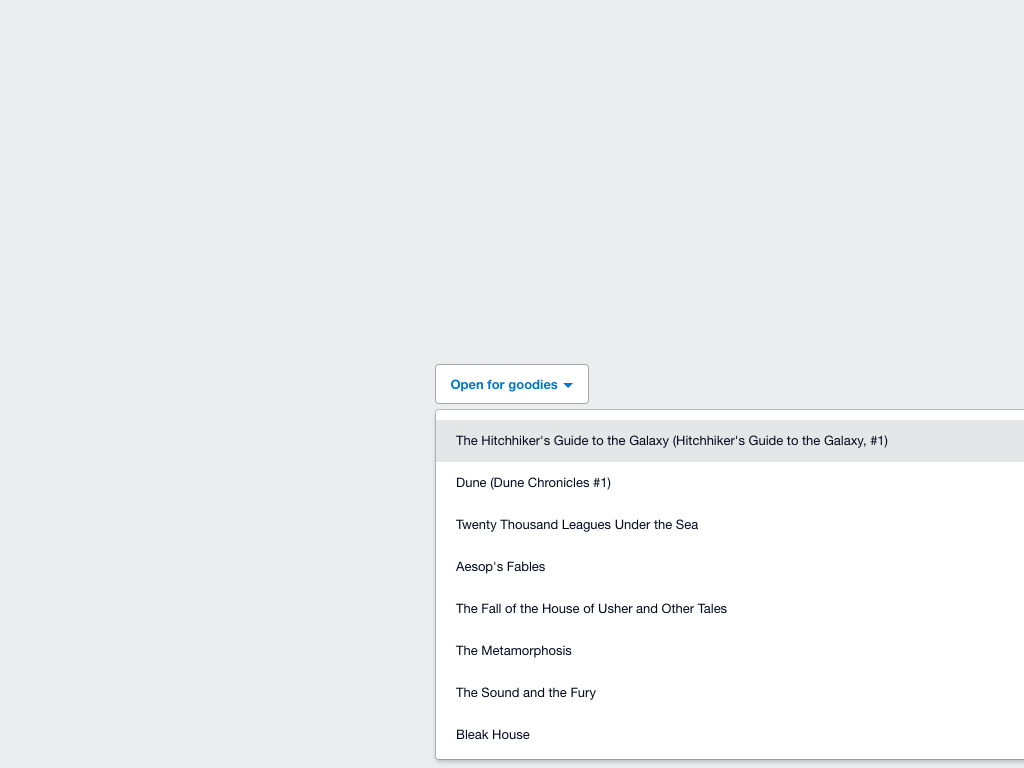 Open for goodies
The Hitchhiker's Guide to the Galaxy (Hitchhiker's Guide to the Galaxy, #1)
Dune (Dune Chronicles #1)
Twenty Thousand Leagues Under the Sea
Aesop's Fables
The Fall of the House of Usher and Other Tales
The Metamorphosis
The Sound and the Fury
Bleak House